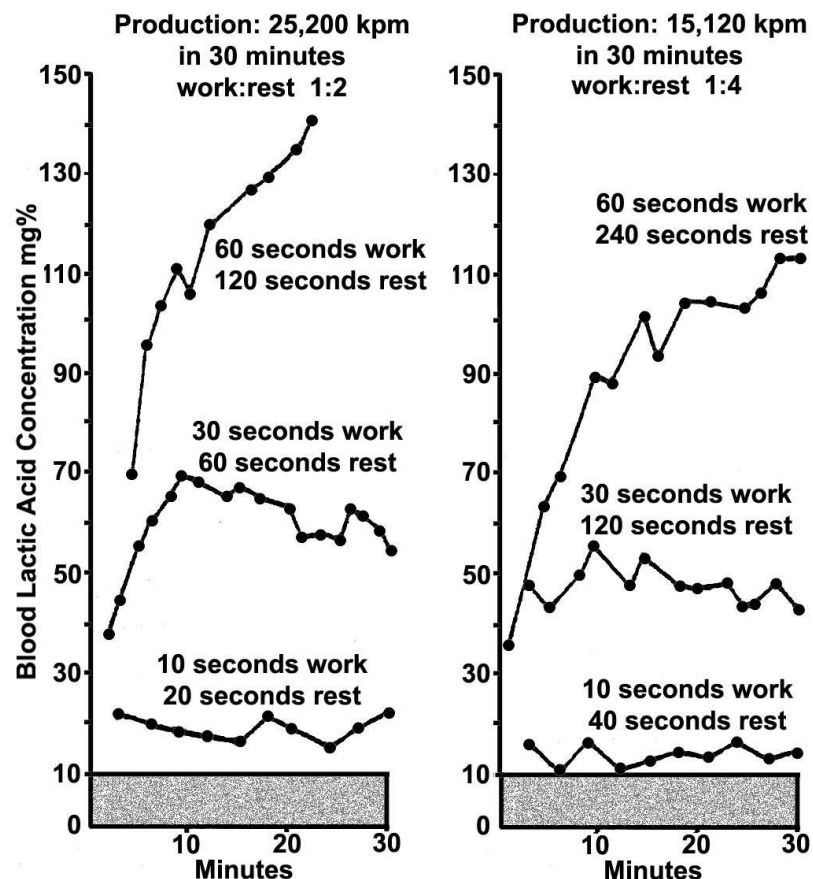 Production: 25,200 kpm
in 30 minutes
work:rest 1:2
Blood Lactic Acid Concentration mg%
150
130
110
90
70
50
30
10
0
60 seconds work
120 seconds rest
30 seconds work
60 seconds rest
10 seconds work
20 seconds rest
10
20
30
Minutes
Production: 15,120 kpm
in 30 minutes
work:rest 1:4
150
130
110
90
70
50
30
10
0
60 seconds work
240 seconds rest
30 seconds work
120 seconds rest
10 seconds work
40 seconds rest
10
20
30
Minutes